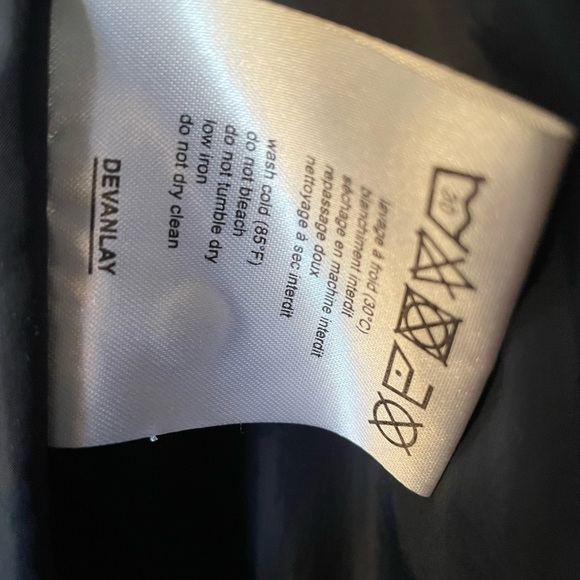 30
lavage à froid (30°C)
blanchiment interdit
séchage en machine interdit
repassage doux
nettoyage à sec interdit
wash cold (85°F)
do not bleach
do not tumble dry
low iron
do not dry clean
DEVANLAY